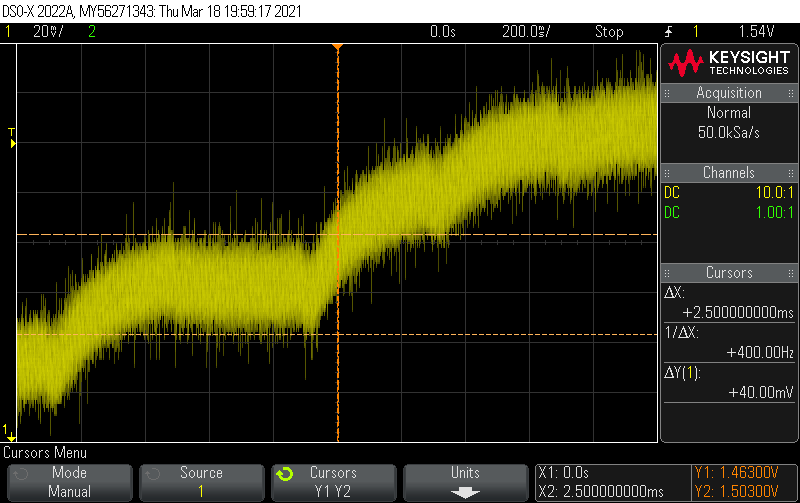 DSO-X 2022A, MY56271343: Thu Mar 18 19:59:17 2021
1 20㎷/ 2 0.0s 200.0㎳/ Stop 1 1.54V
T
1
KEYSIGHT
TECHNOLOGIES
Acquisition
Normal
50.0kSa/s
Channels
DC 10.0:1
DC 1.00:1
Cursors
ΔX:
+2.500000000ms
1/ΔX:
+400.00Hz
ΔY(1):
+40.00mV
Cursors Menu
Mode
Manual
Source
1
Cursors
Y1 Y2
Units
X1: 0.0s
X2: 2.500000000ms
Y1: 1.46300V
Y2: 1.50300V